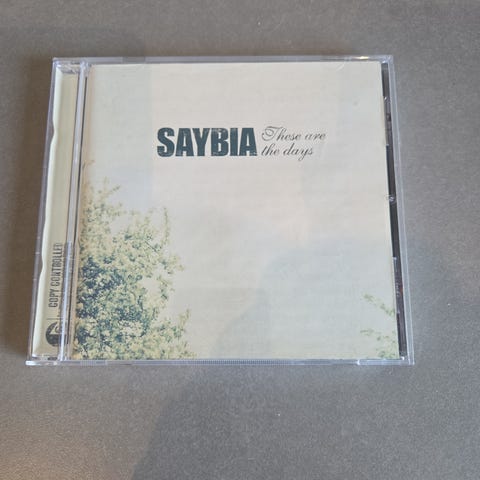 SAYBIA These are
the days
COPY CONTROLLED